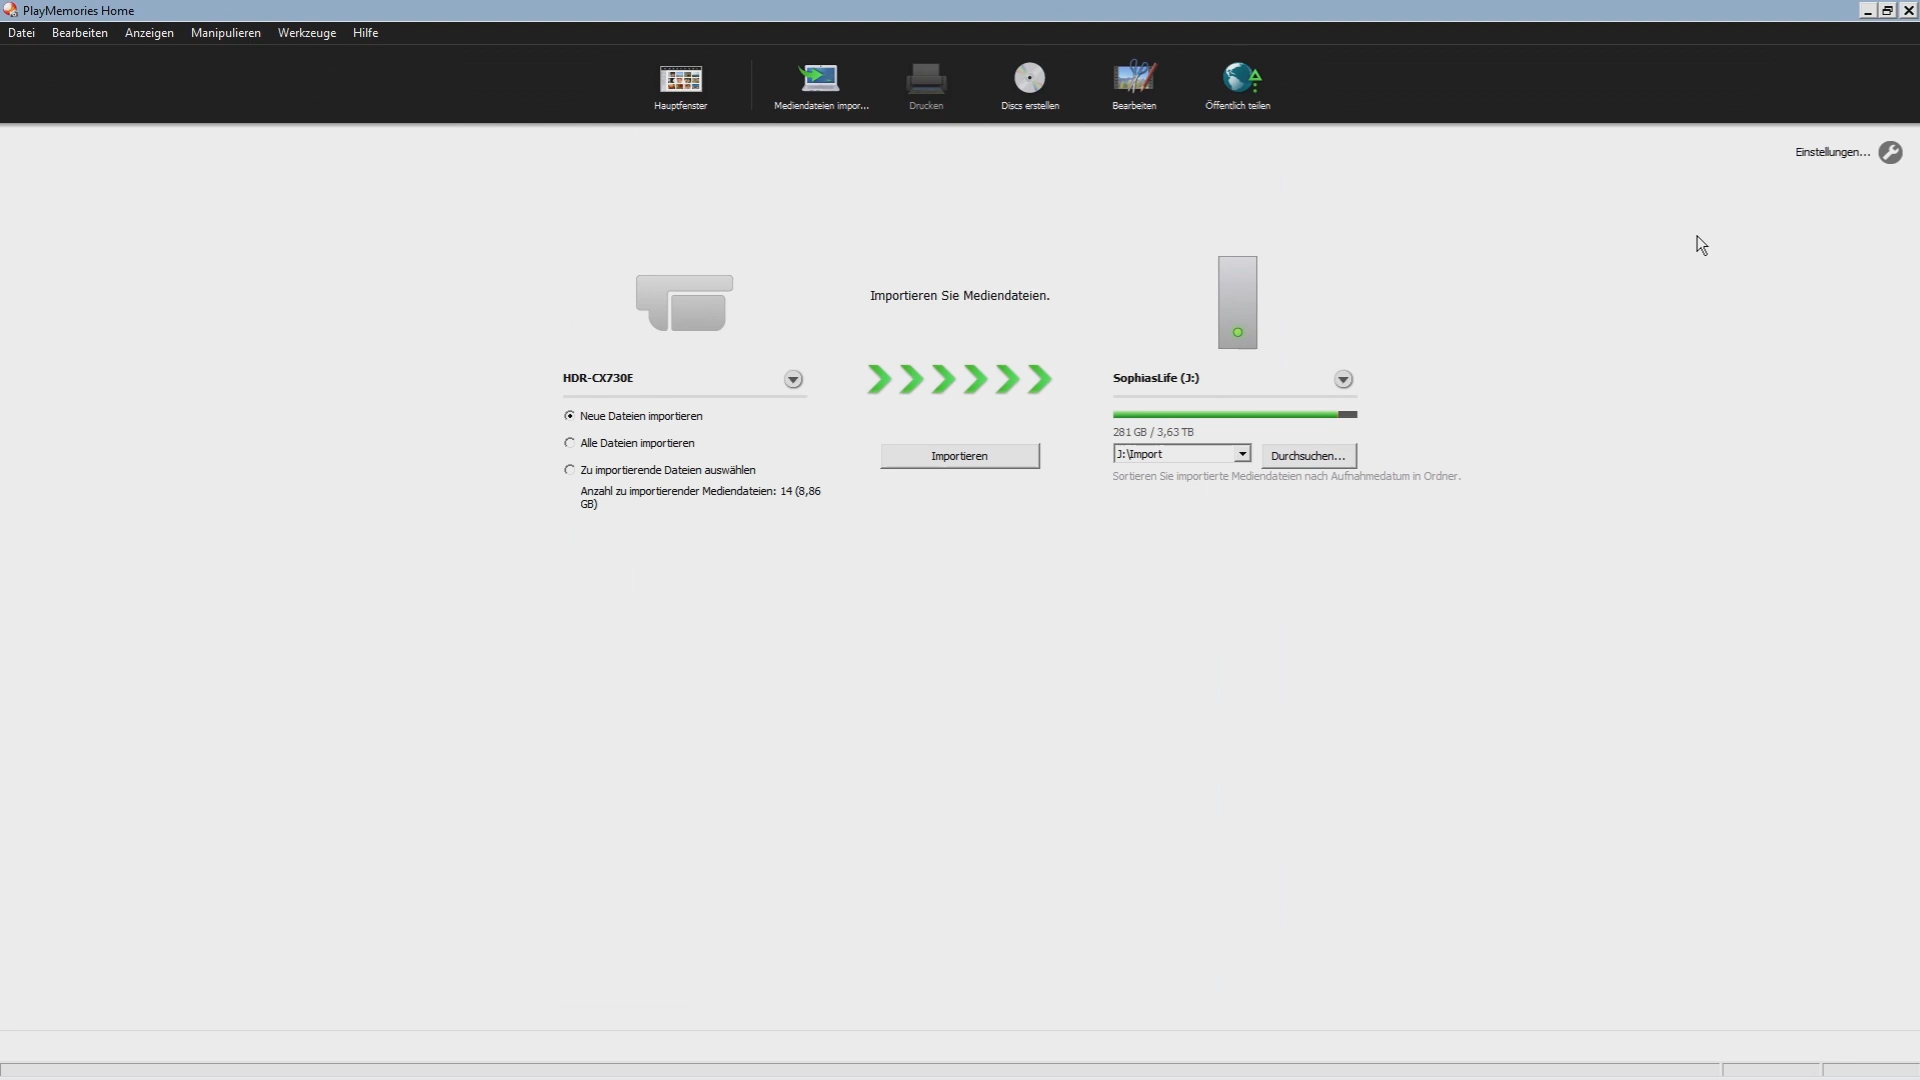 PlayMemories Home
Datei Bearbeiten Anzeigen Manipulieren Werkzeuge Hilfe
Hauptfenster Mediendateien impor... Drucken Discs erstellen Bearbeiten Öffentlich teilen
Einstellungen...
Importieren Sie Mediendateien.
HDR-CX730E
SophiasLife (J:)
Neue Dateien importieren
Alle Dateien importieren
Zu importierende Dateien auswählen
Anzahl zu importierender Mediendateien: 14 (8,86
GB)
Importieren
281 GB / 3,63 TB
J:\Import Durchsuchen...
Sortieren Sie importierte Mediendateien nach Aufnahmedatum in Ordner.